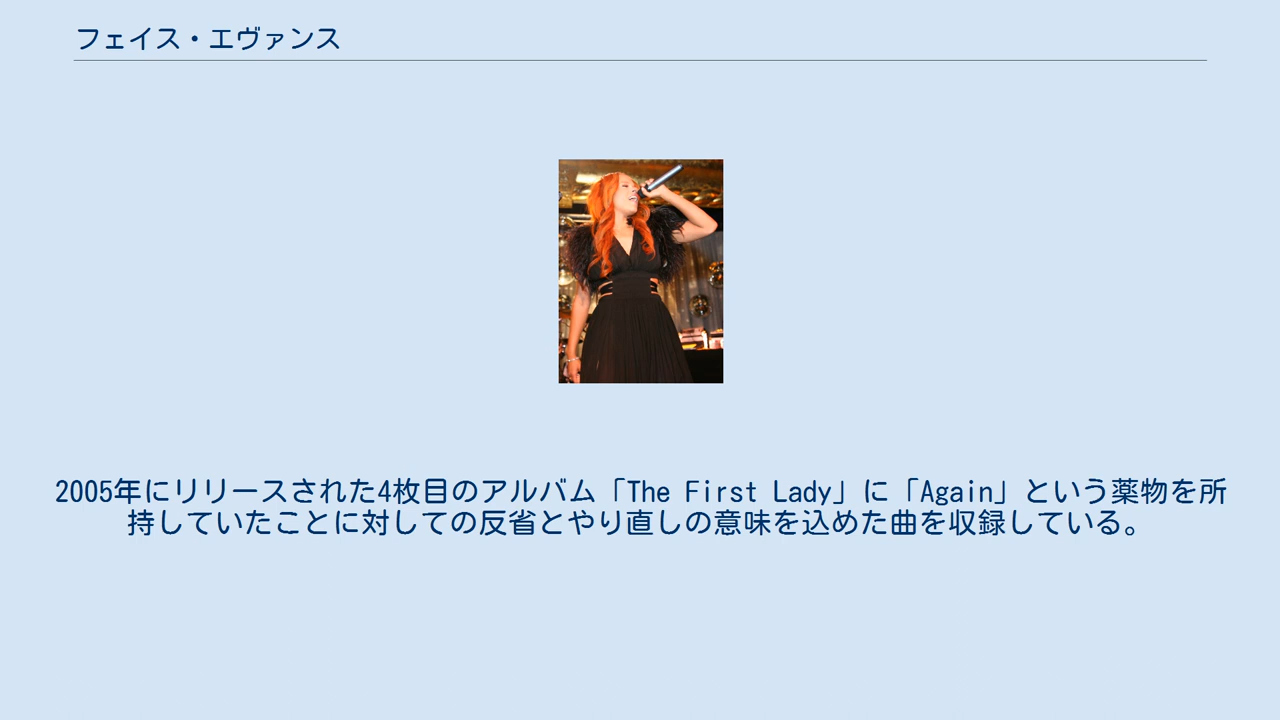 フェイス・エヴァンス
2005年にリリースされた4枚目のアルバム「The First Lady」に「Again」という薬物を所
持していたことに対しての反省とやり直しの意味を込めた曲を収録している。